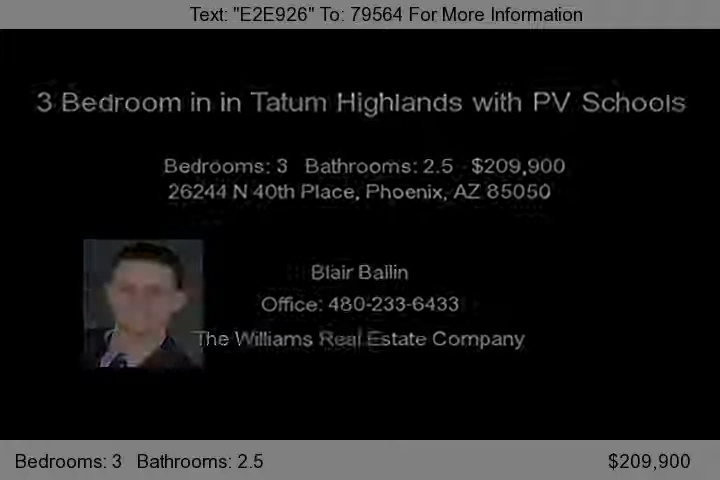 Text: "E2E926" To: 79564 For More Information
3 Bedroom in in Tatum Highlands with PV Schools
Bedrooms: 3 Bathrooms: 2.5 - $209,900
26244 N 40th Place, Phoenix, AZ 85050
Blair Ballin
Office: 480-233-6433
The Williams Real Estate Company
Bedrooms: 3 Bathrooms: 2.5 $209,900